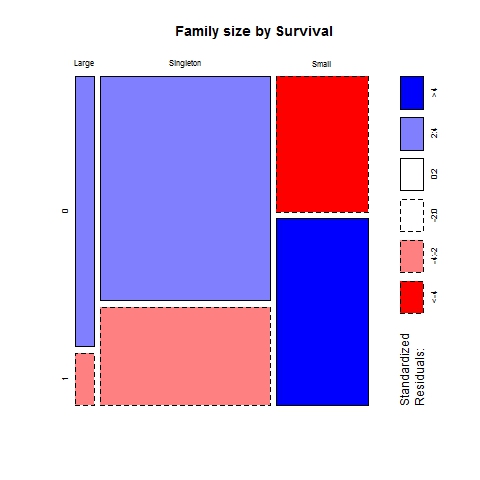 Family size by Survival
Large Singleton Small
0
1
>4
2:4
0:2
-2:0
-4:-2
<-4
Standardized
Residuals: